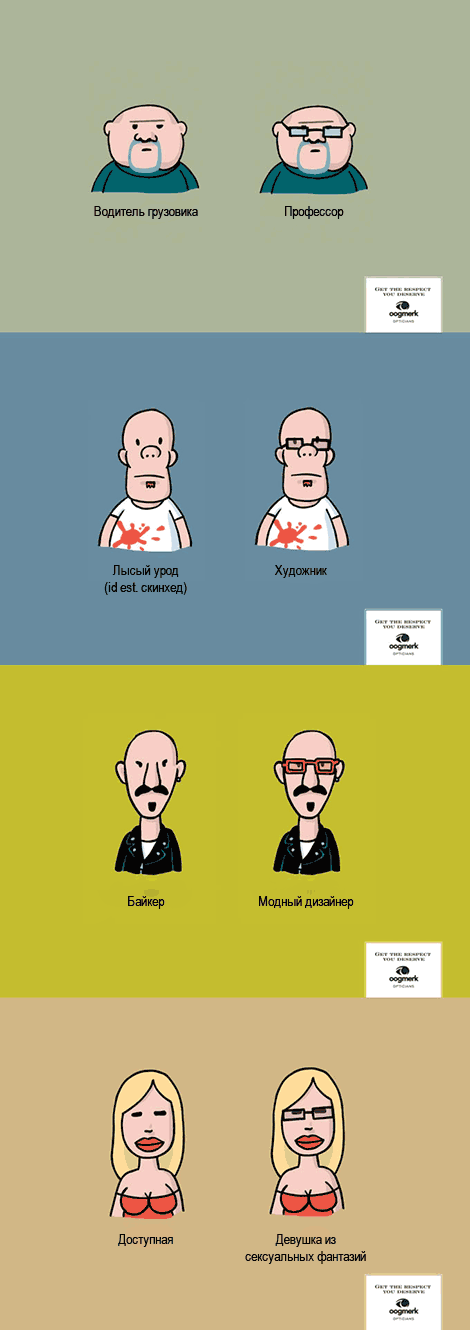 Водитель грузовика
Профессор
GET THE RESPECT
YOU DESERVE
oogmerk
OPTICIANS
Лысый урод
(id est. скинхед)
Художник
GET THE RESPECT
YOU DESERVE
oogmerk
OPTICIANS
Байкер
Модный дизайнер
GET THE RESPECT
YOU DESERVE
oogmerk
OPTICIANS
Доступная
Девушка из
сексуальных фантазий
GET THE RESPECT
YOU DESERVE
oogmerk
OPTICIANS